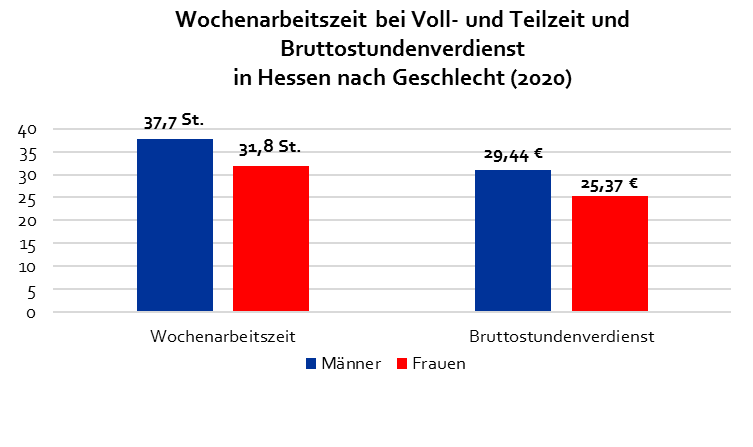 Wochenarbeitszeit bei Voll- und Teilzeit und
Bruttostundenverdienst
in Hessen nach Geschlecht (2020)
40
35
30
25
20
15
10
5
0
37,7 St.
31,8 St.
29,44 €
25,37 €
Wochenarbeitszeit
Bruttostundenverdienst
Männer
Frauen